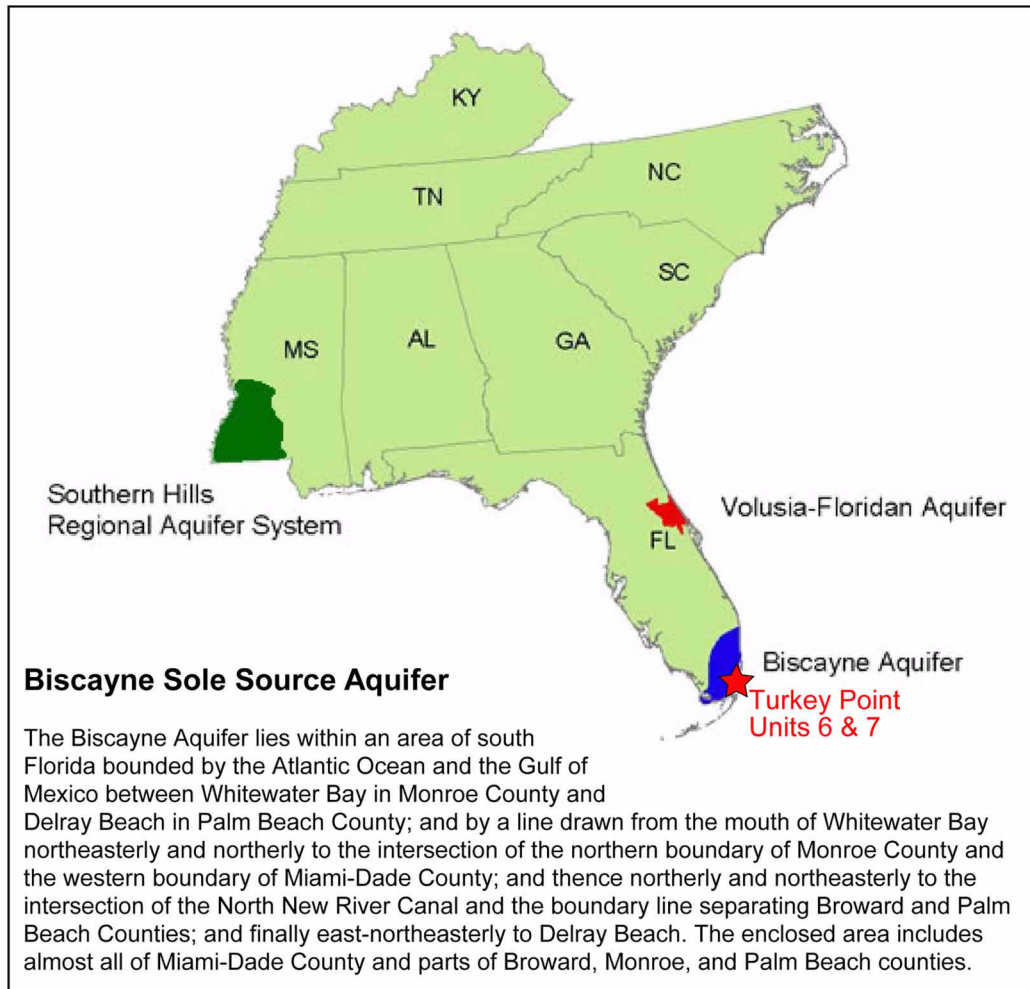 KY
NC
TN
SC
MS
AL
GA
Southern Hills
Regional Aquifer System
Volusia-Floridan Aquifer
FL
Biscayne Aquifer
Turkey Point
Units 6 & 7
Biscayne Sole Source Aquifer
The Biscayne Aquifer lies within an area of south
Florida bounded by the Atlantic Ocean and the Gulf of
Mexico between Whitewater Bay in Monroe County and
Delray Beach in Palm Beach County; and by a line drawn from the mouth of Whitewater Bay
northeasterly and northerly to the intersection of the northern boundary of Monroe County and
the western boundary of Miami-Dade County; and thence northerly and northeasterly to the
intersection of the North New River Canal and the boundary line separating Broward and Palm
Beach Counties; and finally east-northeasterly to Delray Beach. The enclosed area includes
almost all of Miami-Dade County and parts of Broward, Monroe, and Palm Beach counties.